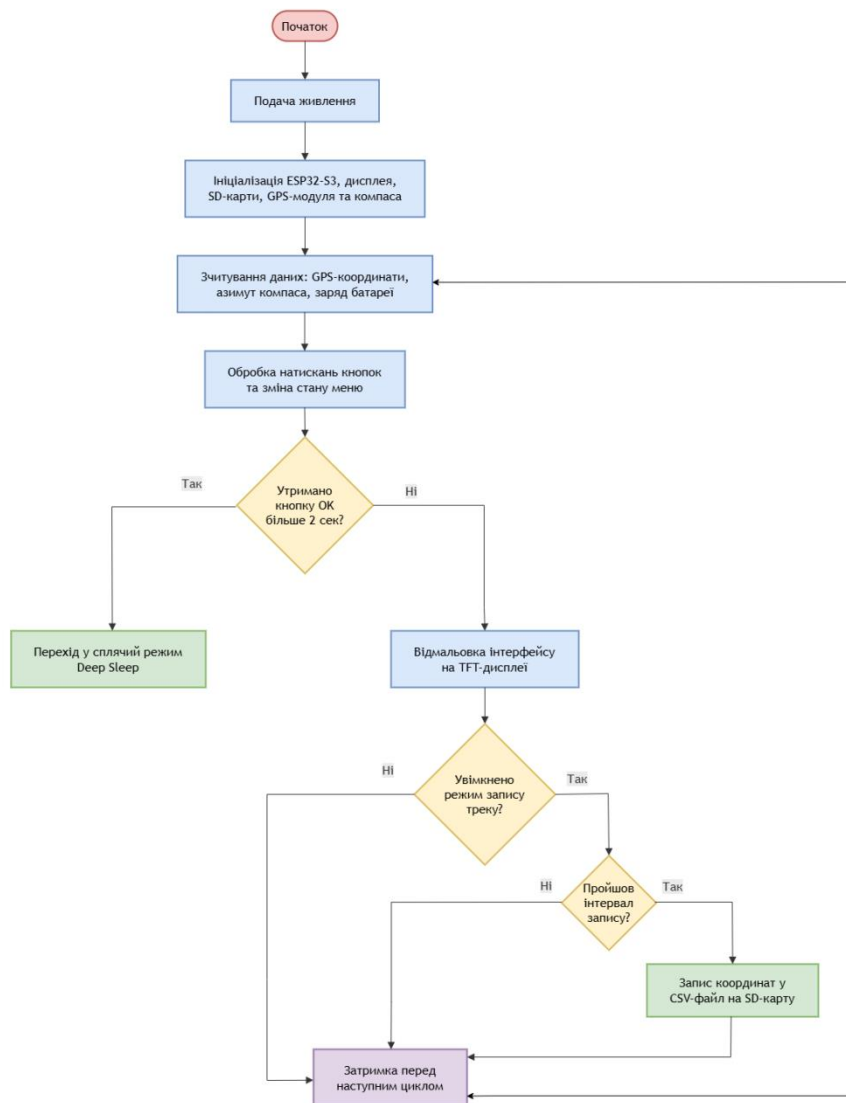 Початок
Подача живлення
Ініціалізація ESP32-S3, дисплея,
SD-карти, GPS-модуля та компаса
Зчитування даних: GPS-координати,
азимут компаса, заряд батареї
Обробка натискань кнопок
та зміна стану меню
Так
Утримано
кнопку OK
більше 2 сек?
Ні
Перехід у сплячий режим
Deep Sleep
Відмальовка інтерфейсу
на TFT-дисплеї
Ні
Увімкнено
режим запису
треку?
Так
Ні
Пройшов
інтервал
запису?
Так
Запис координат у
CSV-файл на SD-карту
Затримка перед
наступним циклом